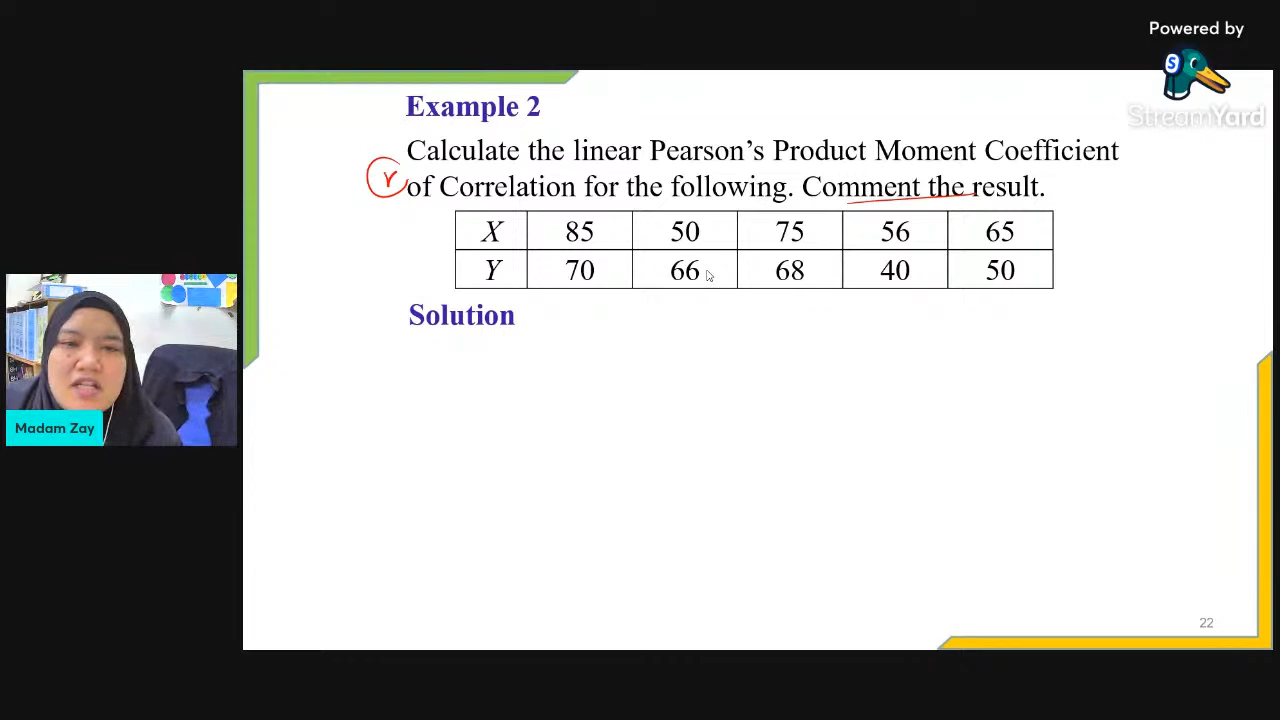 Powered by
S
StreamYard
Example 2
Calculate the linear Pearson's Product Moment Coefficient
r
of Correlation for the following. Comment the result.
X 85 50 75 56 65
Y 70 66 68 40 50
Solution
Madam Zay
22